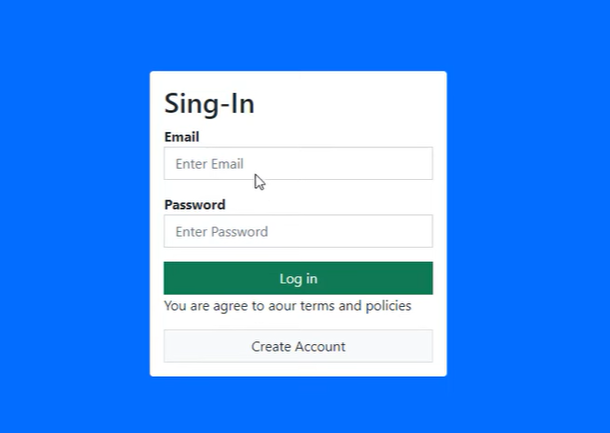 Sing-In
Email
Enter Email
Password
Enter Password
Log in
You are agree to aour terms and policies
Create Account